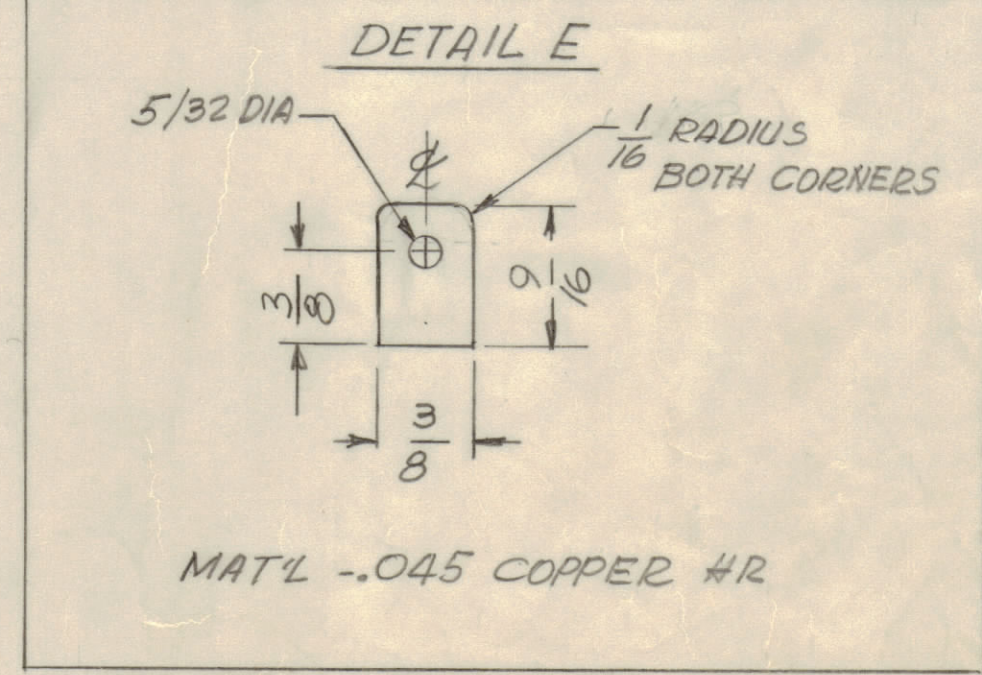 DETAIL E
5/32 DIA
1/16 RADIUS
BOTH CORNERS
℄
3/8
9/16
3/8
MAT'L -.045 COPPER HR